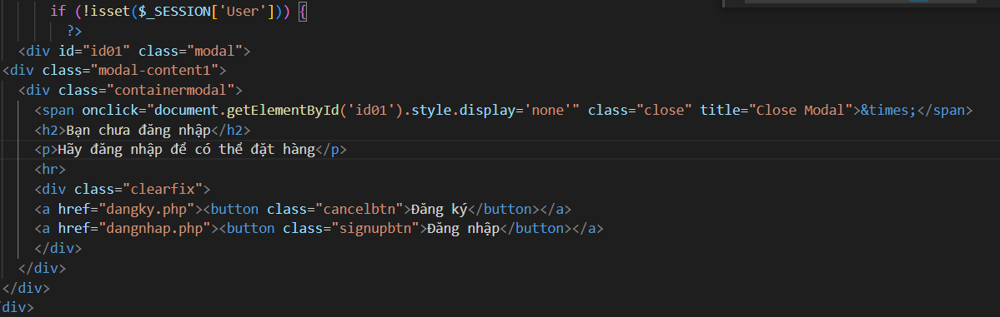 if (!isset($_SESSION['User'])) {
?>
<div id="id01" class="modal">
<div class="modal-content1">
<div class="containermodal">
<span onclick="document.getElementById('id01').style.display='none'" class="close" title="Close Modal">&times;</span>
<h2>Bạn chưa đăng nhập</h2>
<p>Hãy đăng nhập để có thể đặt hàng</p>
<hr>
<div class="clearfix">
<a href="dangky.php"><button class="cancelbtn">Đăng ký</button></a>
<a href="dangnhap.php"><button class="signupbtn">Đăng nhập</button></a>
</div>
</div>
</div>
div>